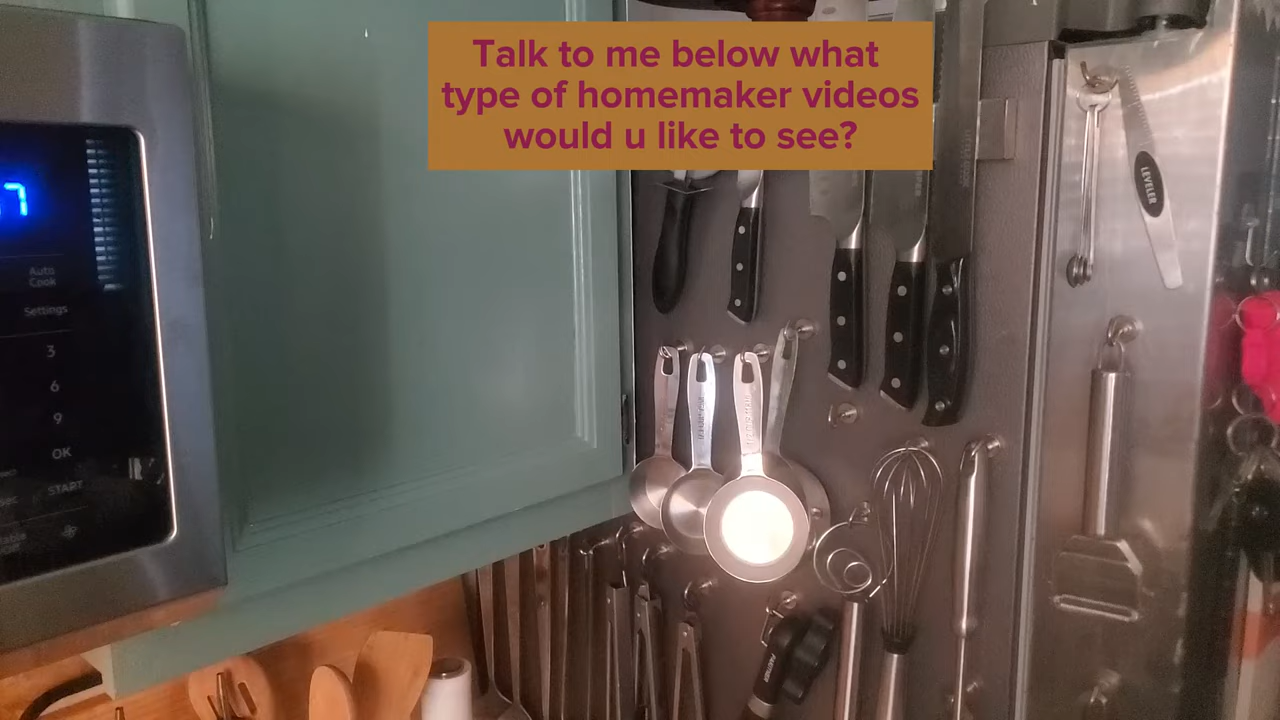 Talk to me below what
type of homemaker videos
would u like to see?
Auto
Cook
Settings
3
6
9
OK
START
LEVELER